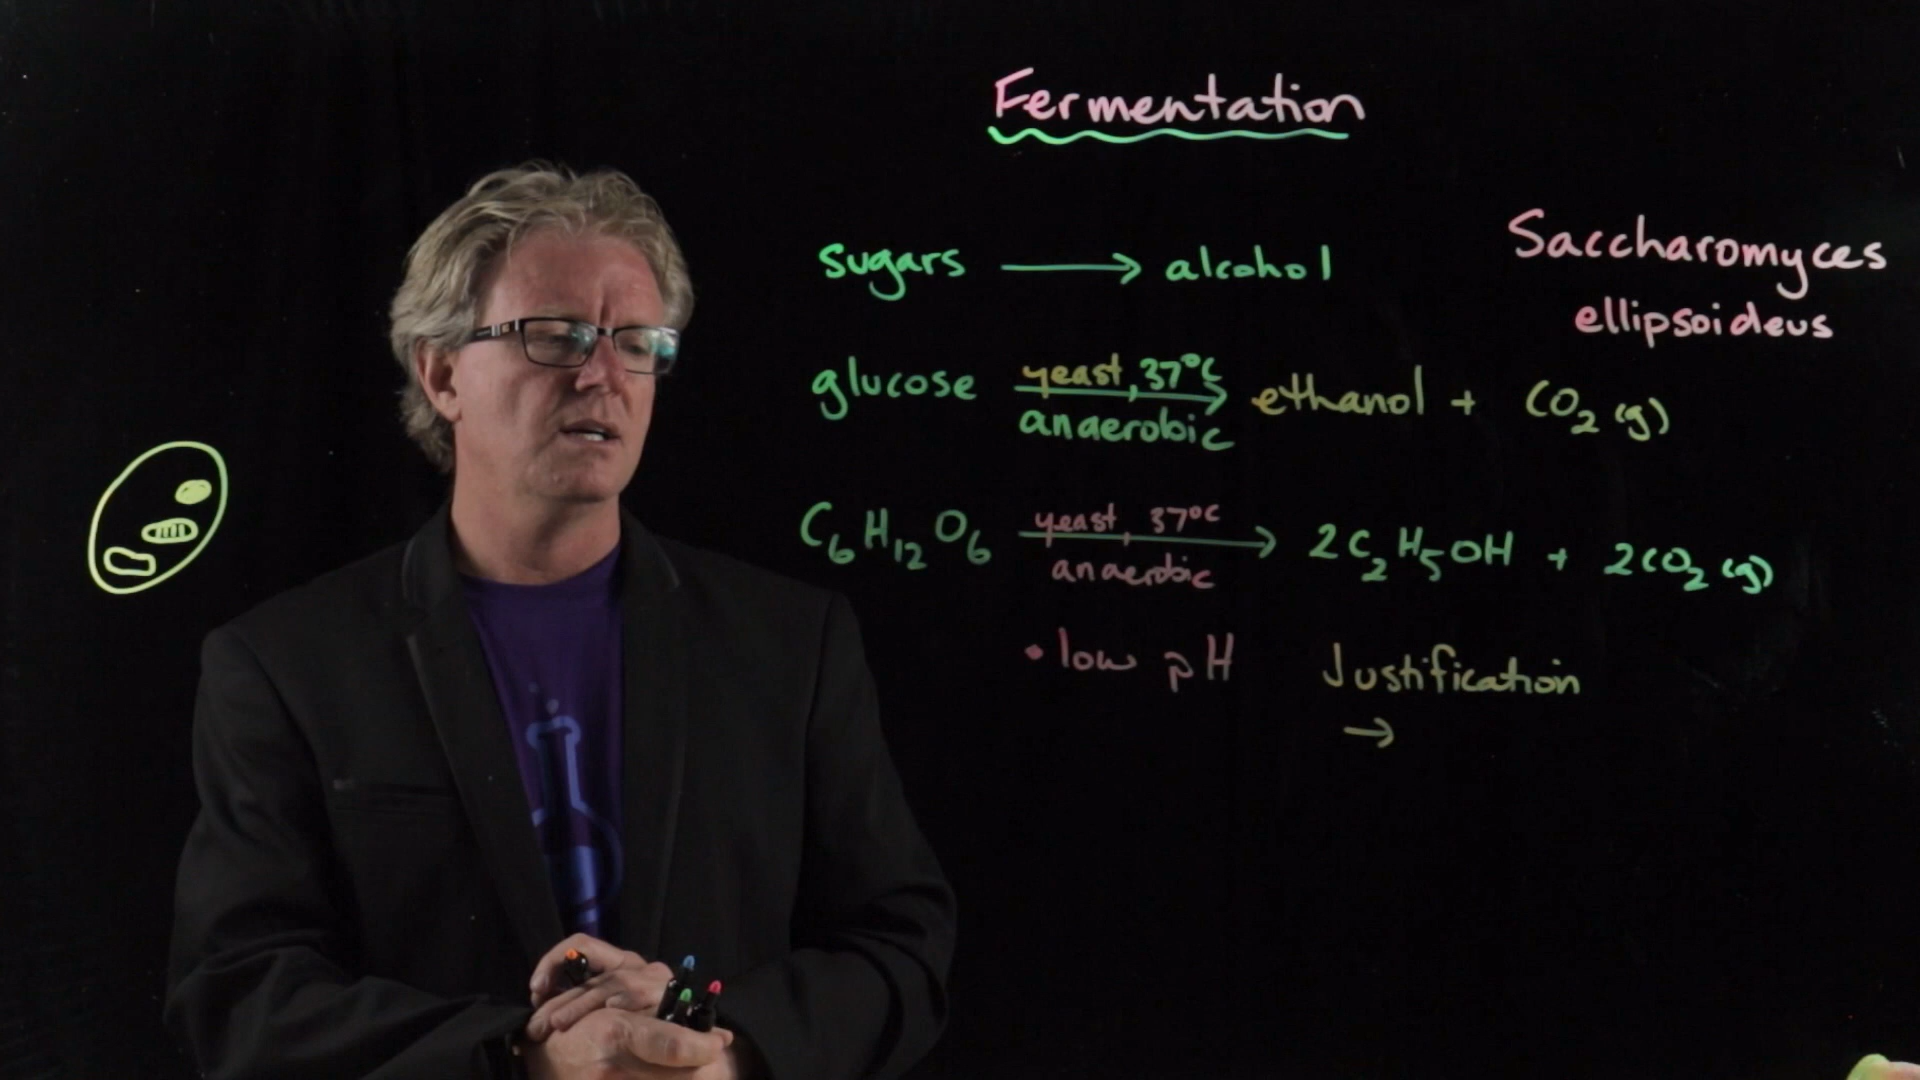 Fermentation
sugars → alcohol
Saccharomyces
ellipsoideus
yeast, 37°C
glucose → ethanol + CO₂ (g)
anaerobic
yeast, 37°C
C₆H₁₂O₆ → 2C₂H₅OH + 2CO₂ (g)
anaerobic
• low pH
Justification
→